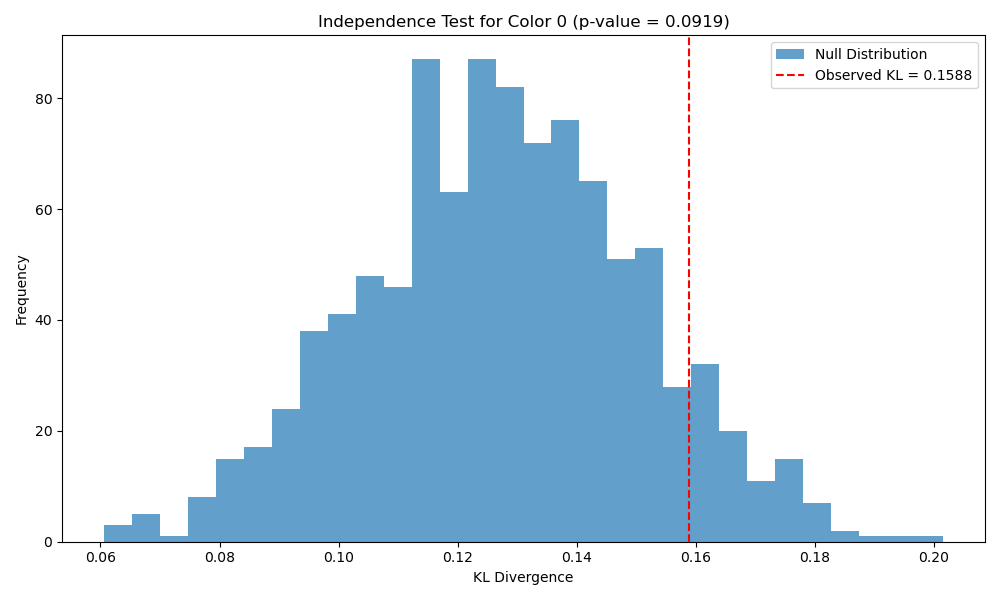 Independence Test for Color 0 (p-value = 0.0919)
Null Distribution
Observed KL = 0.1588
Frequency
80
60
40
20
0
0.06 0.08 0.10 0.12 0.14 0.16 0.18 0.20
KL Divergence